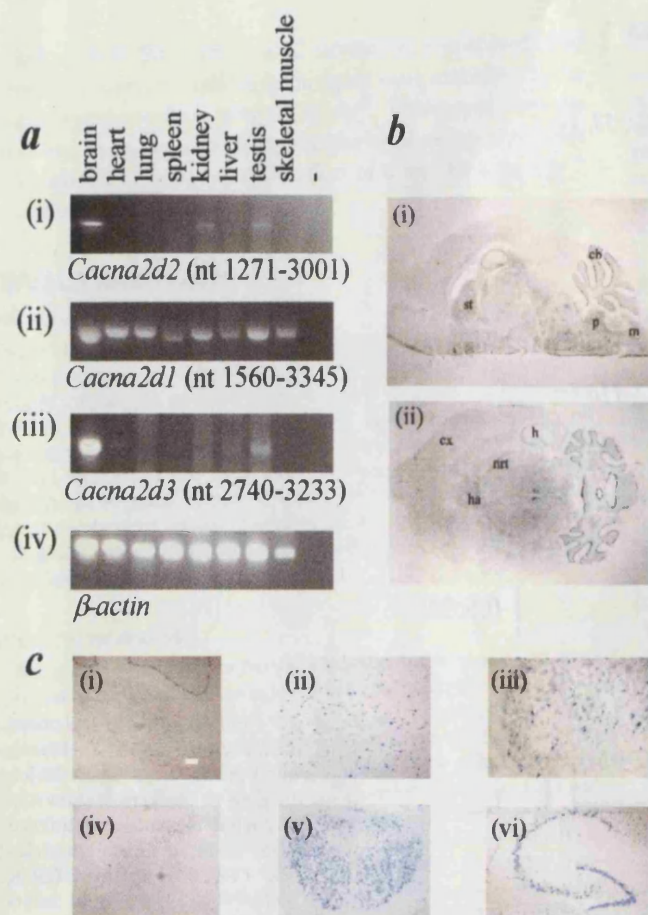 a
brain
heart
lung
spleen
kidney
liver
testis
skeletal muscle
-
(i)
Cacna2d2 (nt 1271-3001)
(ii)
Cacna2d1 (nt 1560-3345)
(iii)
Cacna2d3 (nt 2740-3233)
(iv)
β-actin
b
(i)
cb
st
p
m
(ii)
cx
h
nrt
ha
c
(i)
(ii)
(iii)
(iv)
(v)
(vi)